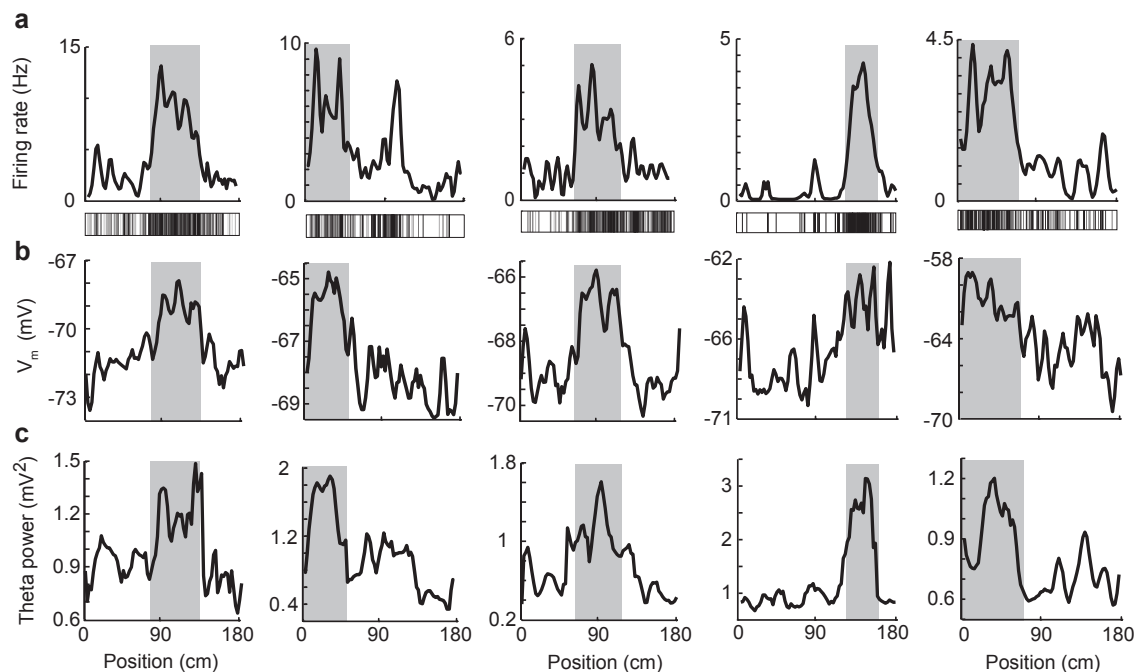 a
Firing rate (Hz)
15
0
10
0
6
0
5
0
4.5
0
b
V_m (mV)
-67
-70
-73
-65
-67
-69
-66
-68
-70
-62
-66
-71
-58
-64
-70
c
Theta power (mV²)
1.5
1.2
0.9
0.6
2
1.2
0.4
1.8
1
0.2
3
2
1
1.2
0.9
0.6
0 90 180
0 90 180
0 90 180
0 90 180
0 90 180
Position (cm)
Position (cm)
Position (cm)
Position (cm)
Position (cm)